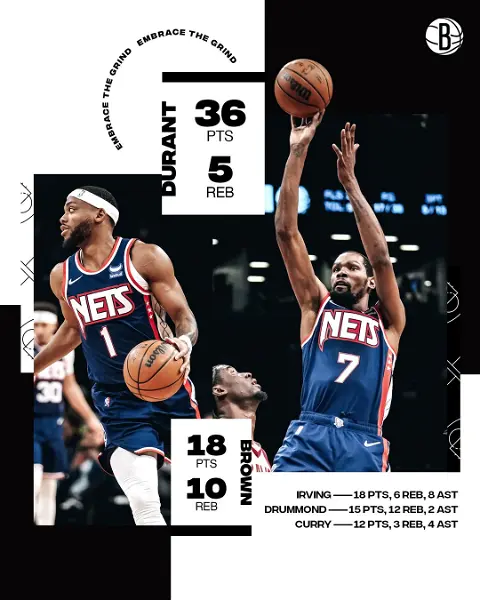 EMBRACE THE GRIND EMBRACE THE GRIND
B
DURANT
36
PTS
5
REB
NETS
1
NETS
7
30
18
PTS
10
REB
BROWN
IRVING — 18 PTS, 6 REB, 8 AST
DRUMMOND — 15 PTS, 12 REB, 2 AST
CURRY — 12 PTS, 3 REB, 4 AST